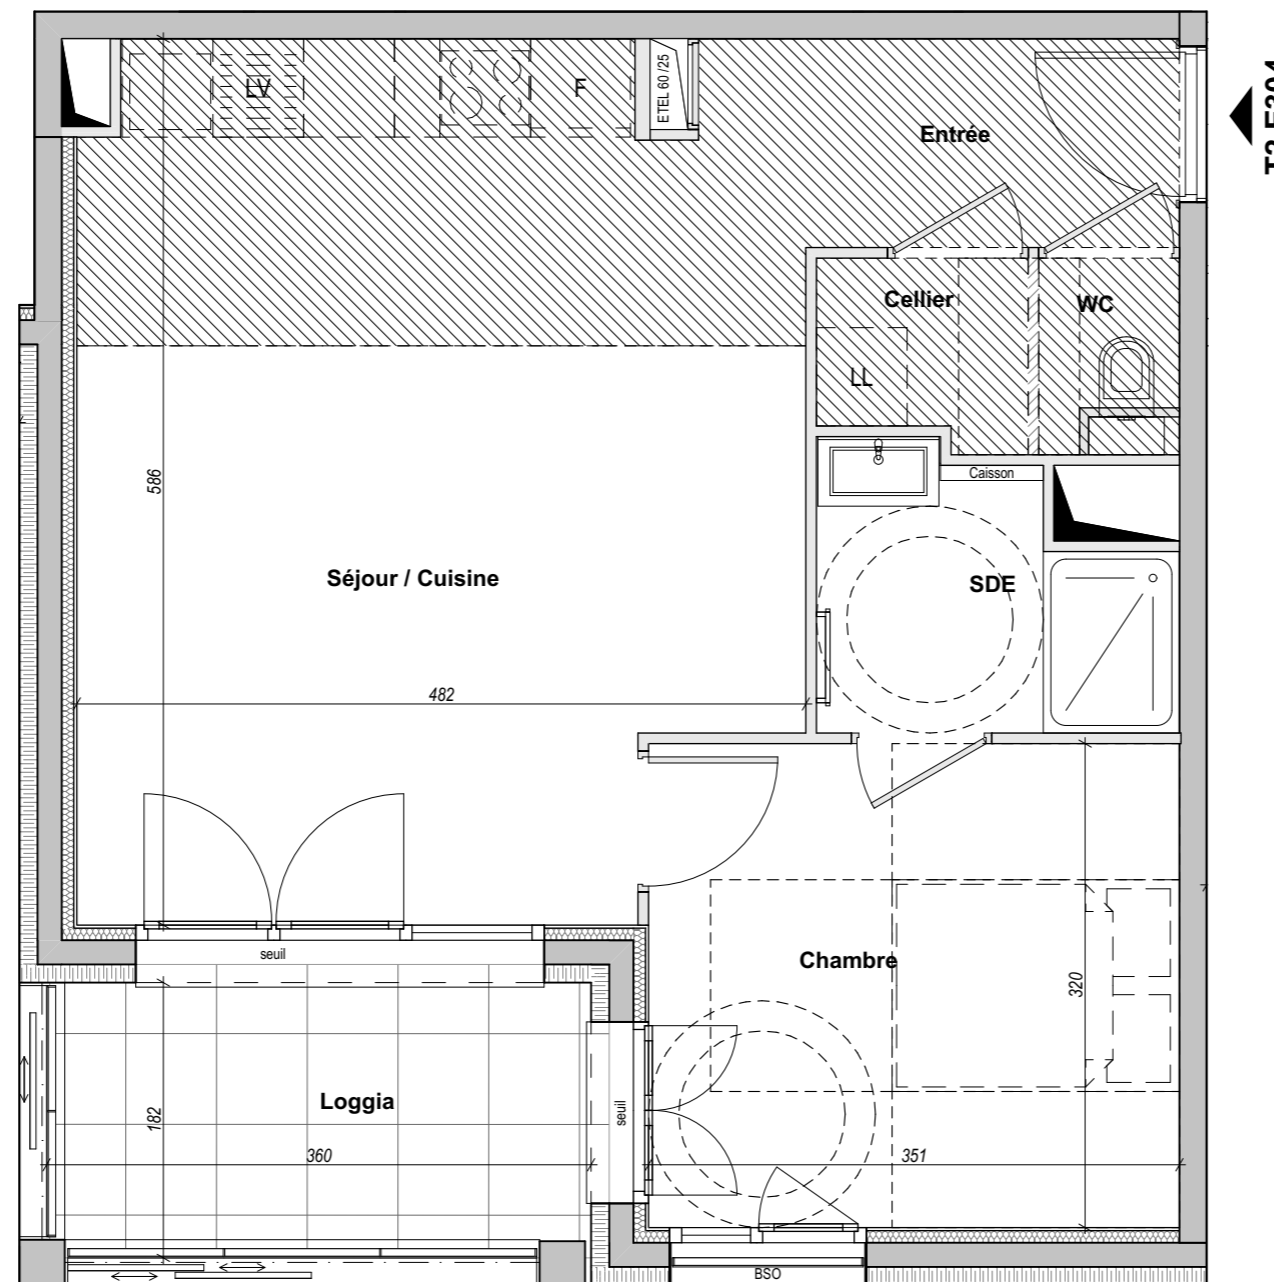 LV
F
ETEL 60 /25
Entrée
Cellier
WC
LL
586
Caisson
Séjour / Cuisine
SDE
482
seuil
Chambre
320
Loggia
182
seuil
360
351
BSO